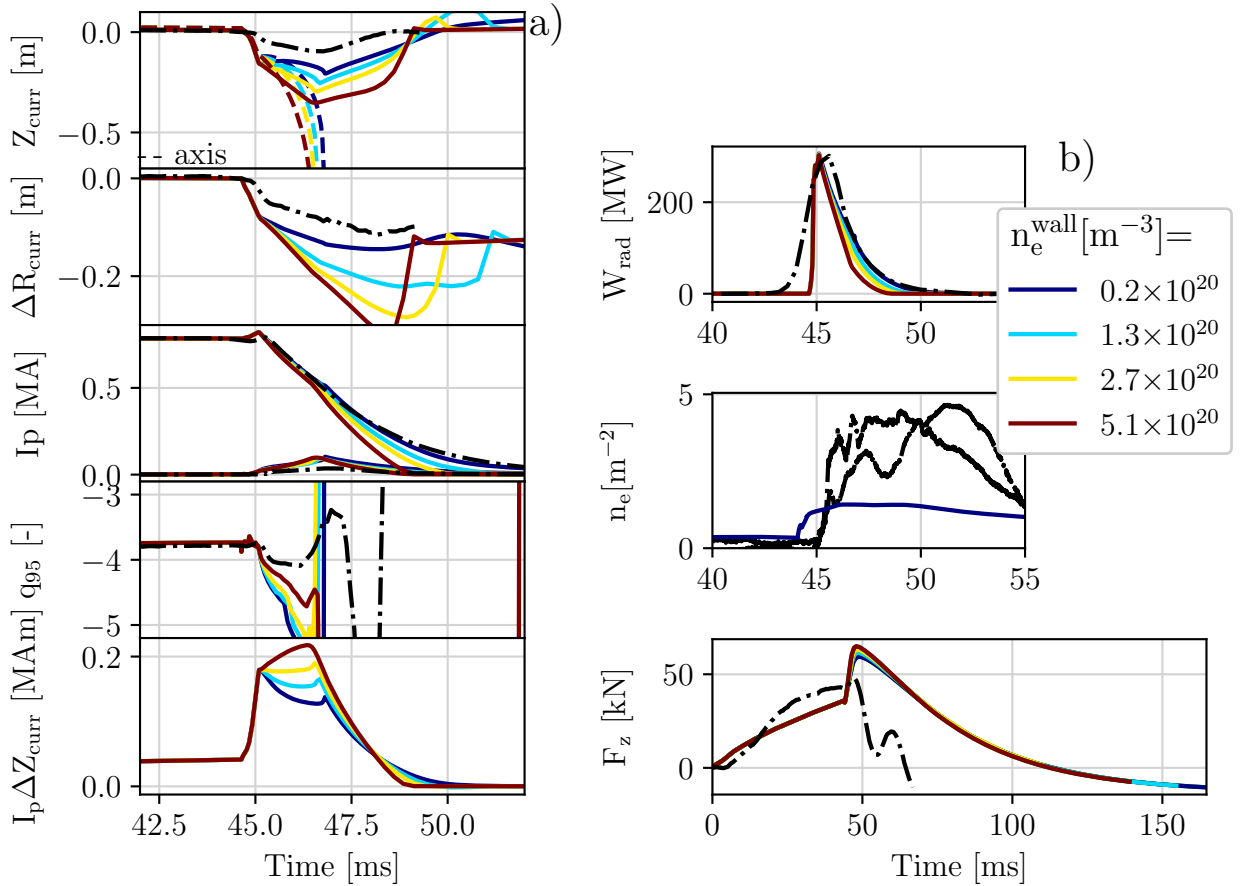 a)
Z_curr [m]
0.0
−0.5
-- axis
ΔR_curr [m]
0.0
−0.2
Ip [MA]
0.5
0.0
q_95 [-]
−3
−4
−5
I_pΔZ_curr [MAm]
0.2
0.0
42.5 45.0 47.5 50.0
Time [ms]
b)
W_rad [MW]
200
0
40 45 50
n_e^wall[m^−3]=
0.2×10^20
1.3×10^20
2.7×10^20
5.1×10^20
n_e[m^−2]
5
0
40 45 50 55
F_z [kN]
50
0
0 50 100 150
Time [ms]